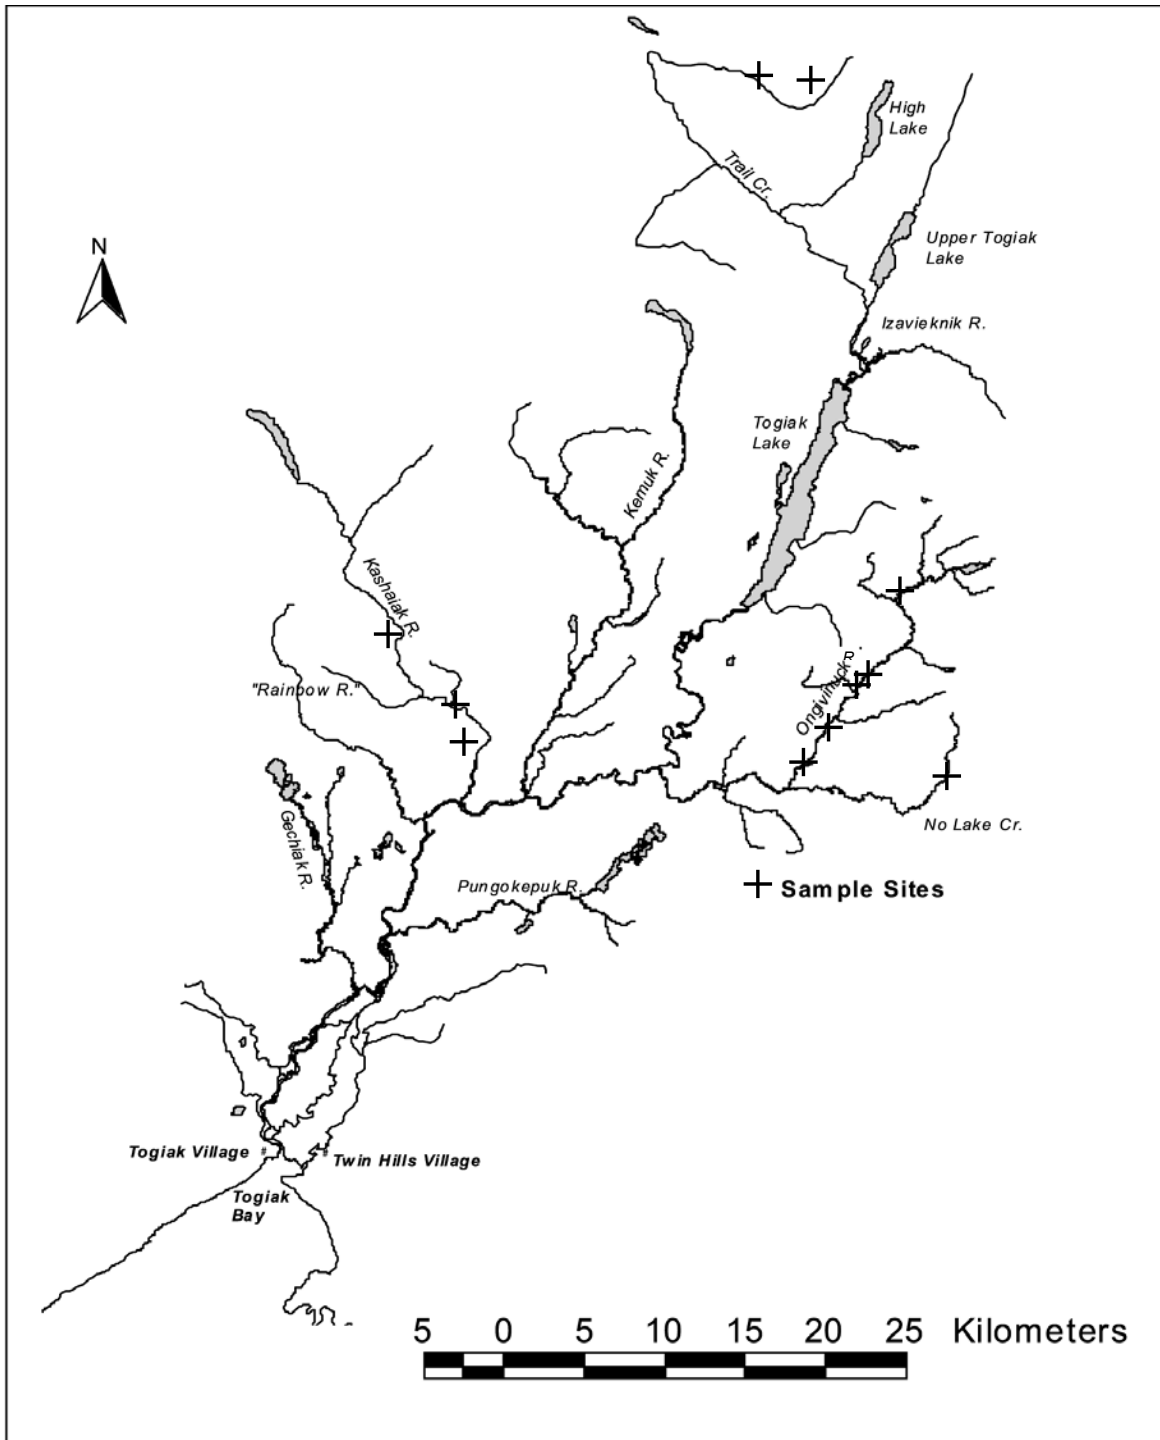 High
Lake
Trail Cr.
Upper Togiak
Lake
N
Izavieknik R.
Togiak
Lake
Kemuk R.
Kashaiak R.
"Rainbow R."
Ongivinuck R.
Gechiak R.
No Lake Cr.
Pungokepuk R.
Sample Sites
Togiak Village
Twin Hills Village
Togiak
Bay
5 0 5 10 15 20 25 Kilometers